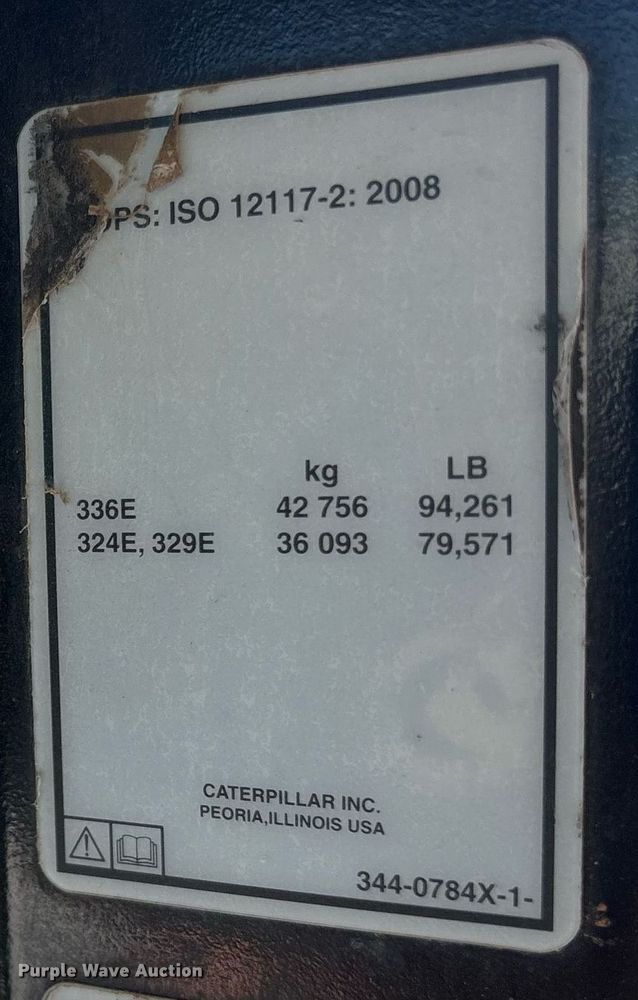 PS: ISO 12117-2: 2008
kg LB
336E 42 756 94,261
324E, 329E 36 093 79,571
CATERPILLAR INC.
PEORIA,ILLINOIS USA
344-0784X-1-
Purple Wave Auction